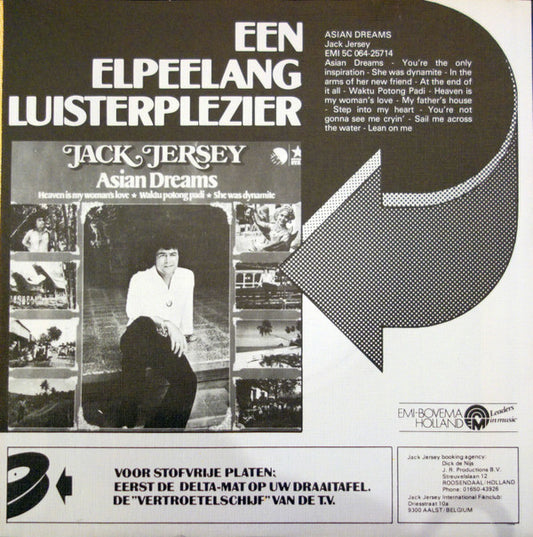 EEN
ELPEELANG
LUISTERPLEZIER
ASIAN DREAMS
Jack Jersey
EMI 5C 064-25714
Asian Dreams - You're the only
inspiration - She was dynamite - In the
arms of her new friend - At the end of
it all - Waktu Potong Padi - Heaven is
my woman's love - My father's house
- Step into my heart - You're not
gonna see me cryin' - Sail me across
the water - Lean on me
JACK JERSEY
Asian Dreams
Heaven is my woman's love ★ Waktu potong padi ★ She was dynamite
EMI-BOVEMA
HOLLAND
EMI
Leaders
in music
VOOR STOFVRIJE PLATEN:
EERST DE DELTA-MAT OP UW DRAAITAFEL.
DE "VERTROETELSCHIJF" VAN DE T.V.
Jack Jersey booking agency:
Dick de Nijs
J. R. Productions B.V.
Streuvelslaan 12
ROOSENDAAL/HOLLAND
Phone: 01650-43926
Jack Jersey International Fanclub:
Driesstraat 10a
9300 AALST/BELGIUM